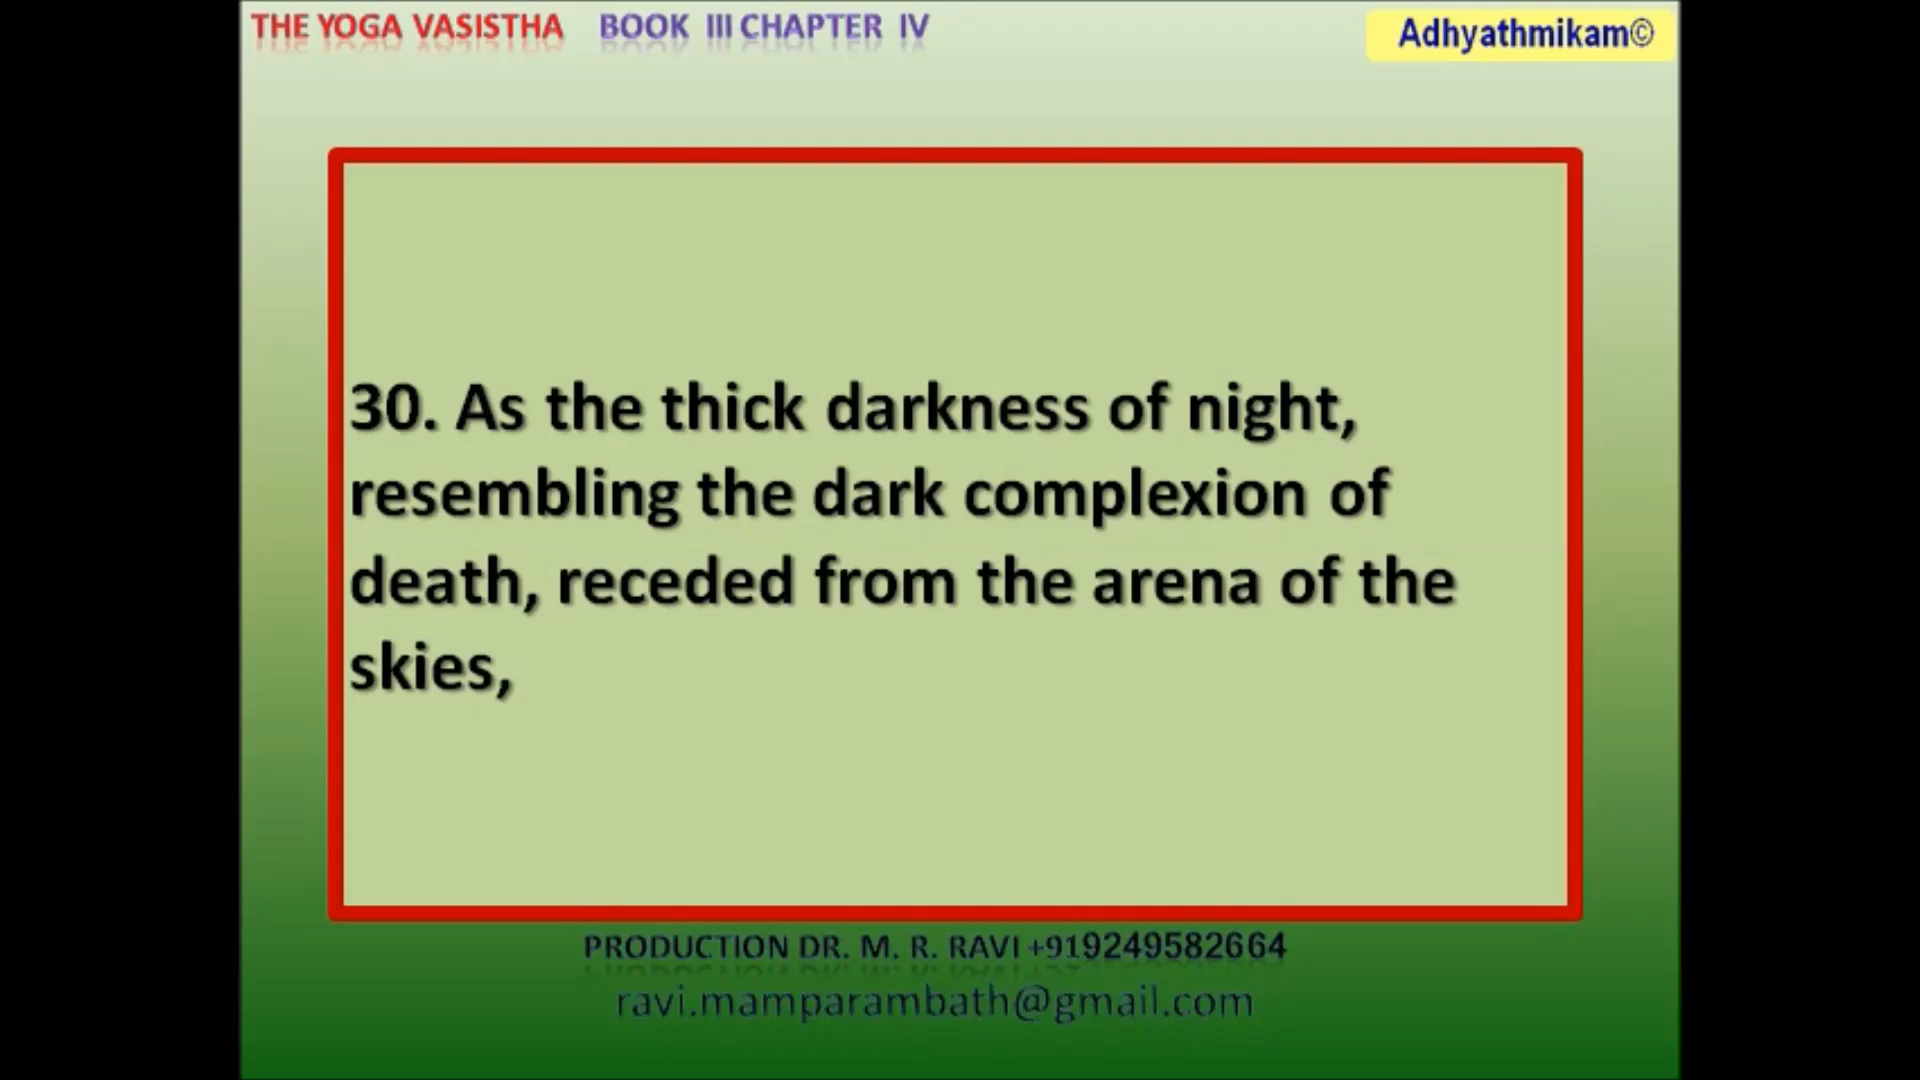 THE YOGA VASISTHA BOOK III CHAPTER IV
Adhyathmikam©
30. As the thick darkness of night,
resembling the dark complexion of
death, receded from the arena of the
skies,
PRODUCTION DR. M. R. RAVI +919249582664
ravi.mamparambath@gmail.com